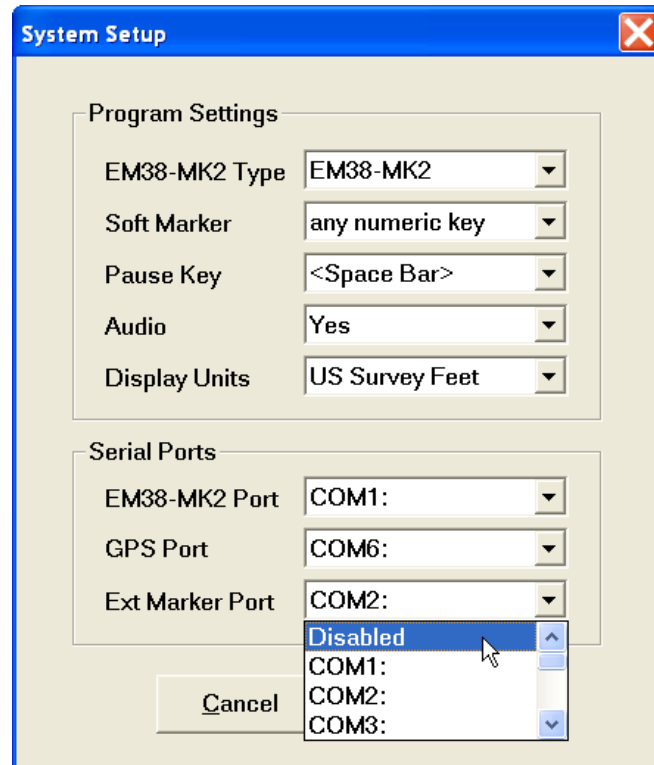 System Setup
Program Settings
EM38-MK2 Type EM38-MK2
Soft Marker any numeric key
Pause Key <Space Bar>
Audio Yes
Display Units US Survey Feet
Serial Ports
EM38-MK2 Port COM1:
GPS Port COM6:
Ext Marker Port COM2:
Disabled
COM1:
COM2:
COM3:
Cancel